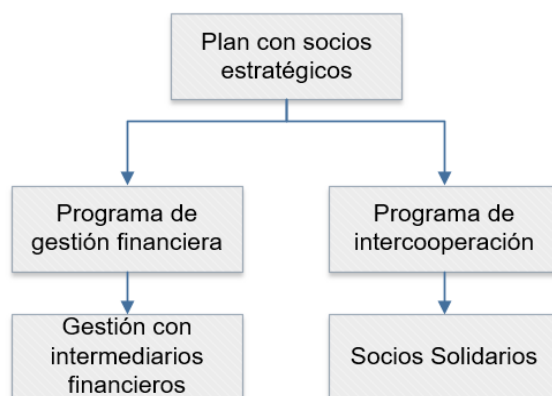 Plan con socios
estratégicos
Programa de
gestión financiera
Programa de
intercooperación
Gestión con
intermediarios
financieros
Socios Solidarios